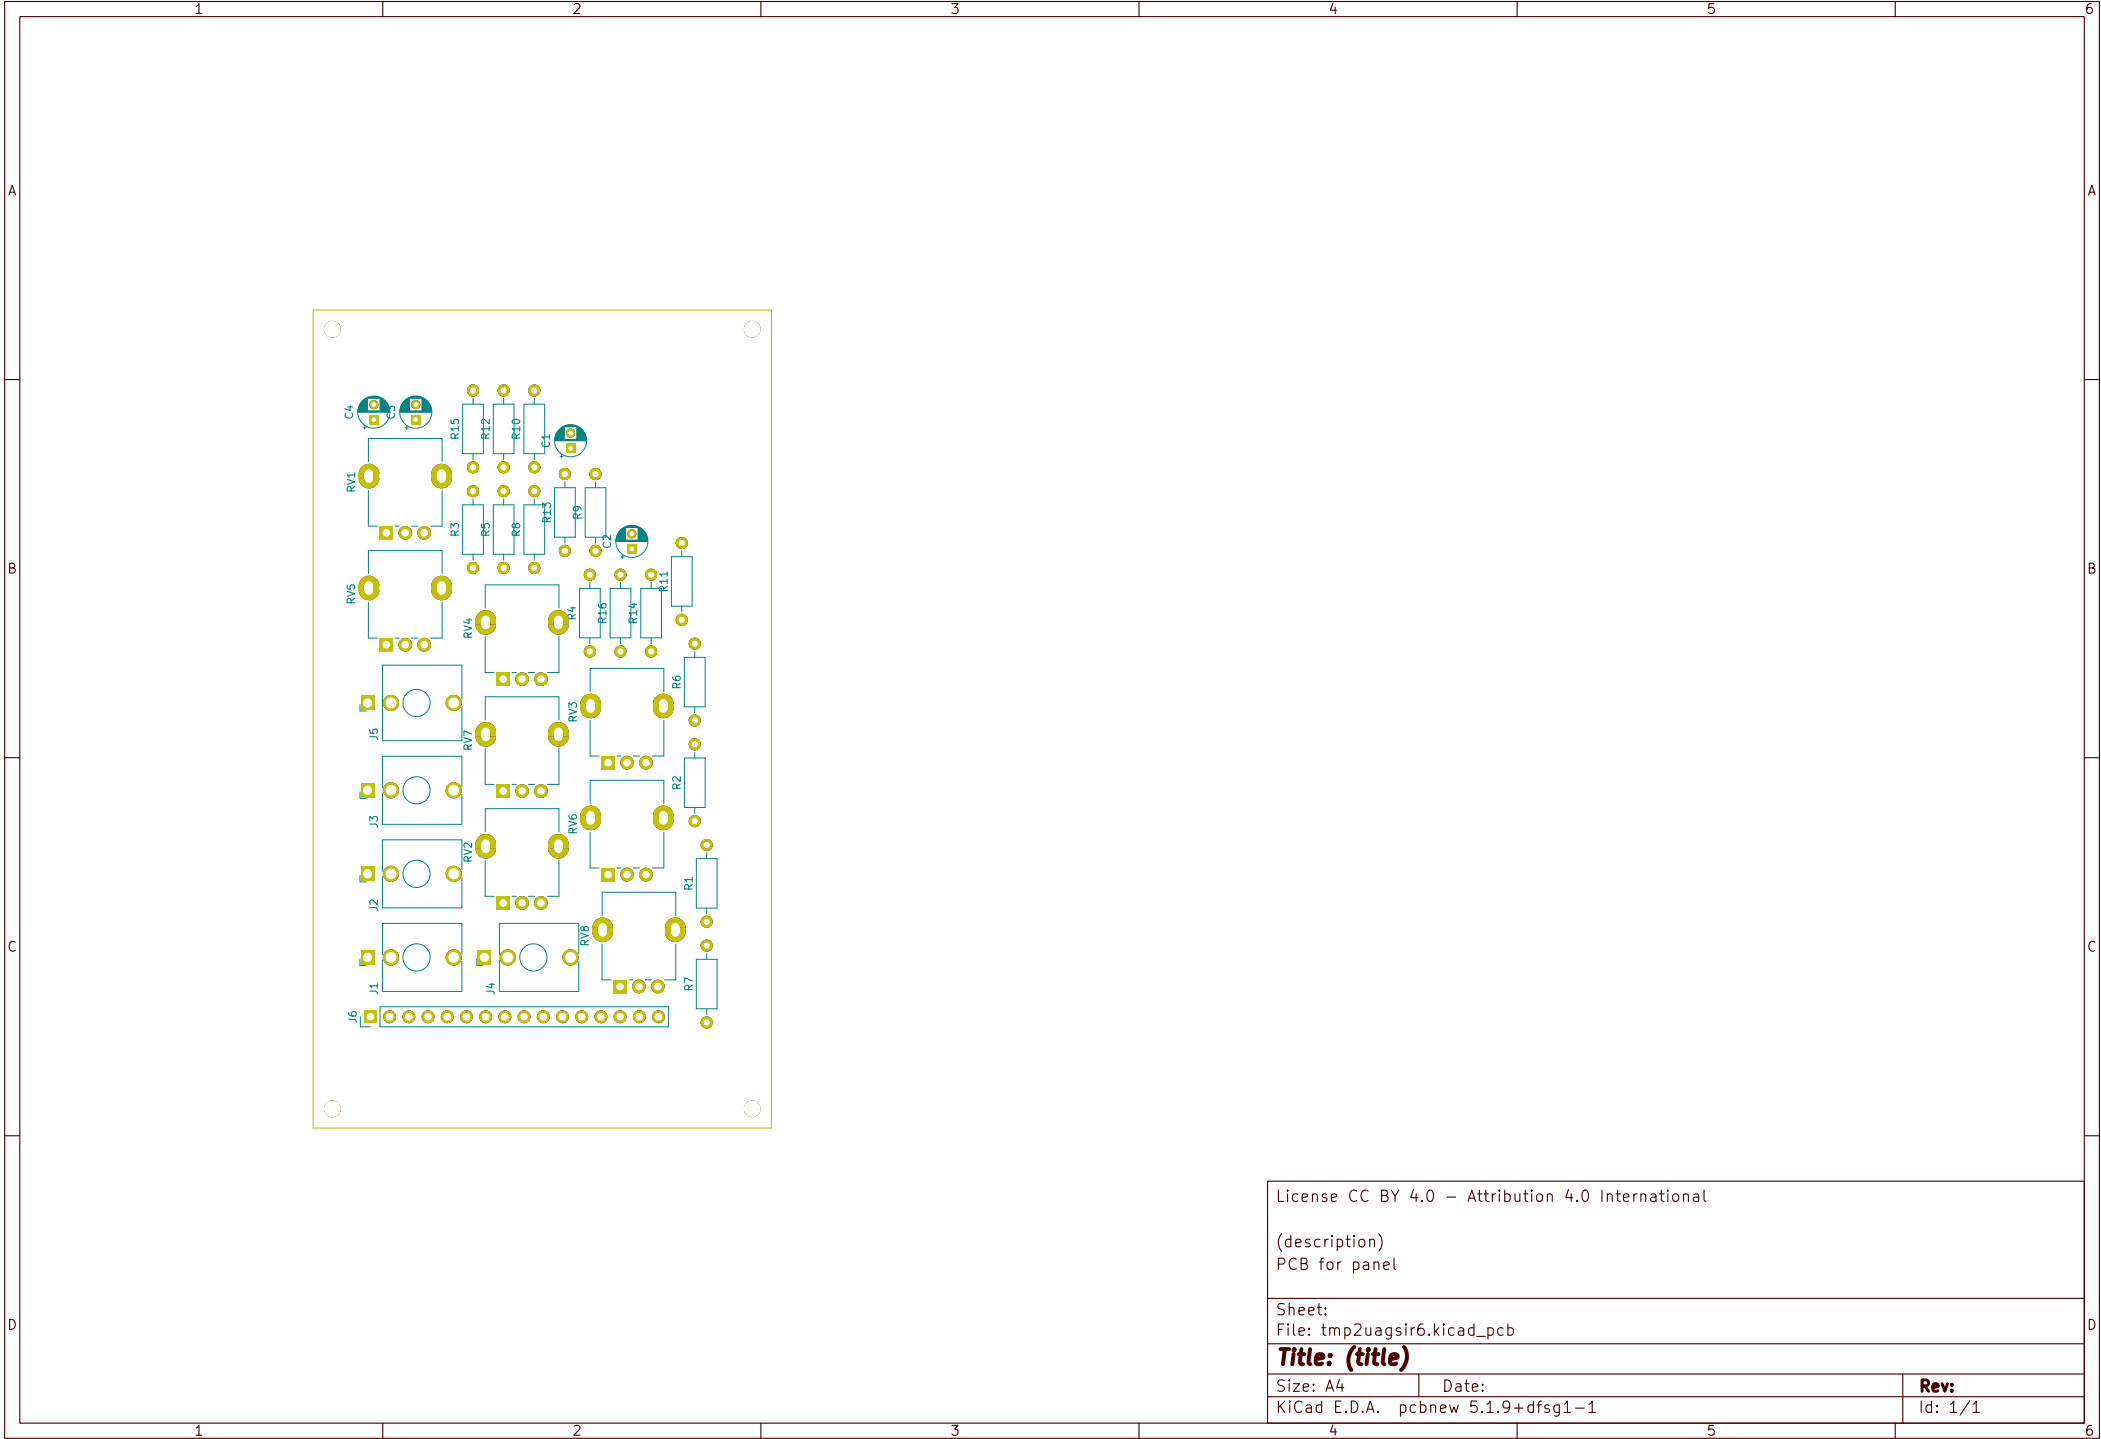 1 2 3 4 5 6
A A
C4 C3
R15 R12 R10 C1
RV1
R3 R5 R8 R13 R9 C2
B B
RV5 RV4 R4 R16 R14 R11
R6
J5 RV7 RV3
R2
J3 RV2 RV6
J2 R1
C C
RV8
J1 J4 R7
J6
License CC BY 4.0 – Attribution 4.0 International
(description)
PCB for panel
Sheet:
D D
File: tmp2uagsir6.kicad_pcb
Title: (title)
Size: A4 Date: Rev:
KiCad E.D.A. pcbnew 5.1.9+dfsg1-1 Id: 1/1
1 2 3 4 5 6